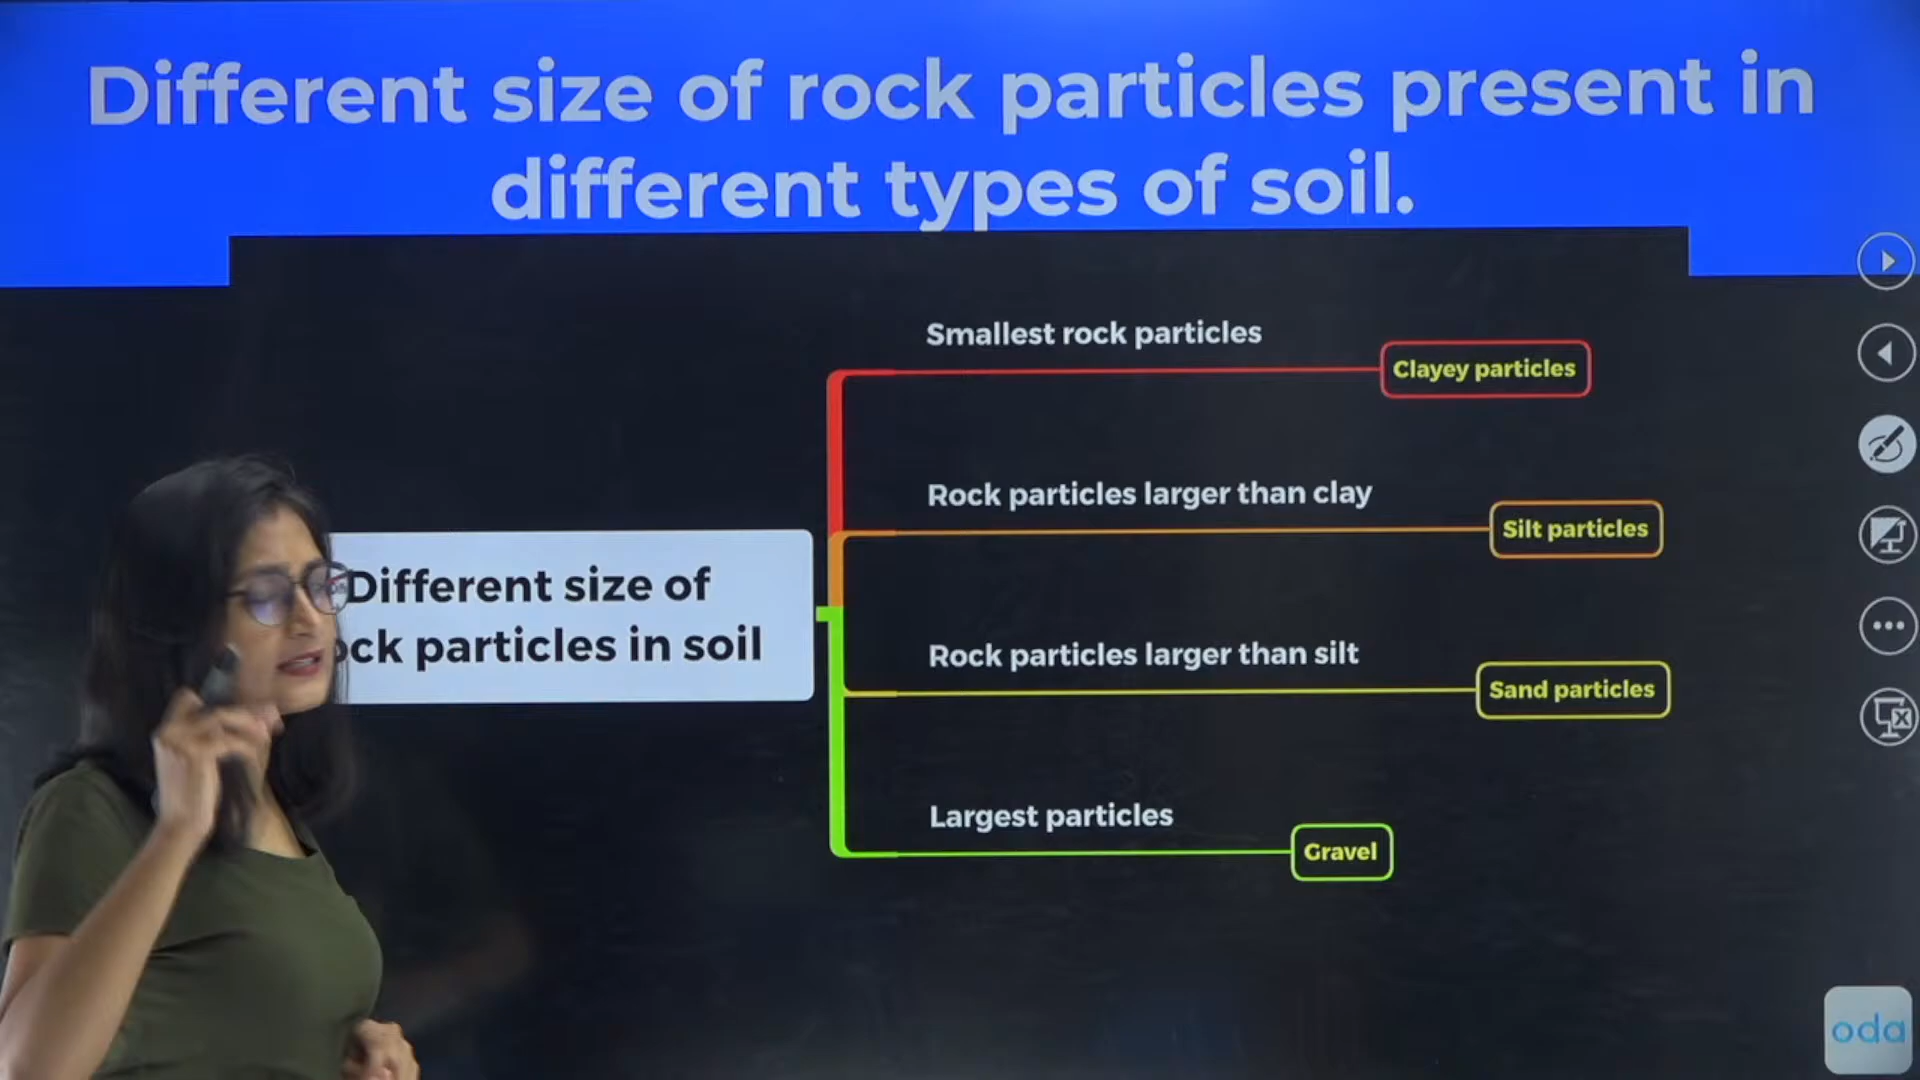 Different size of rock particles present in
different types of soil.
Smallest rock particles
Clayey particles
Rock particles larger than clay
Silt particles
Different size of
ck particles in soil
Rock particles larger than silt
Sand particles
Largest particles
Gravel
oda